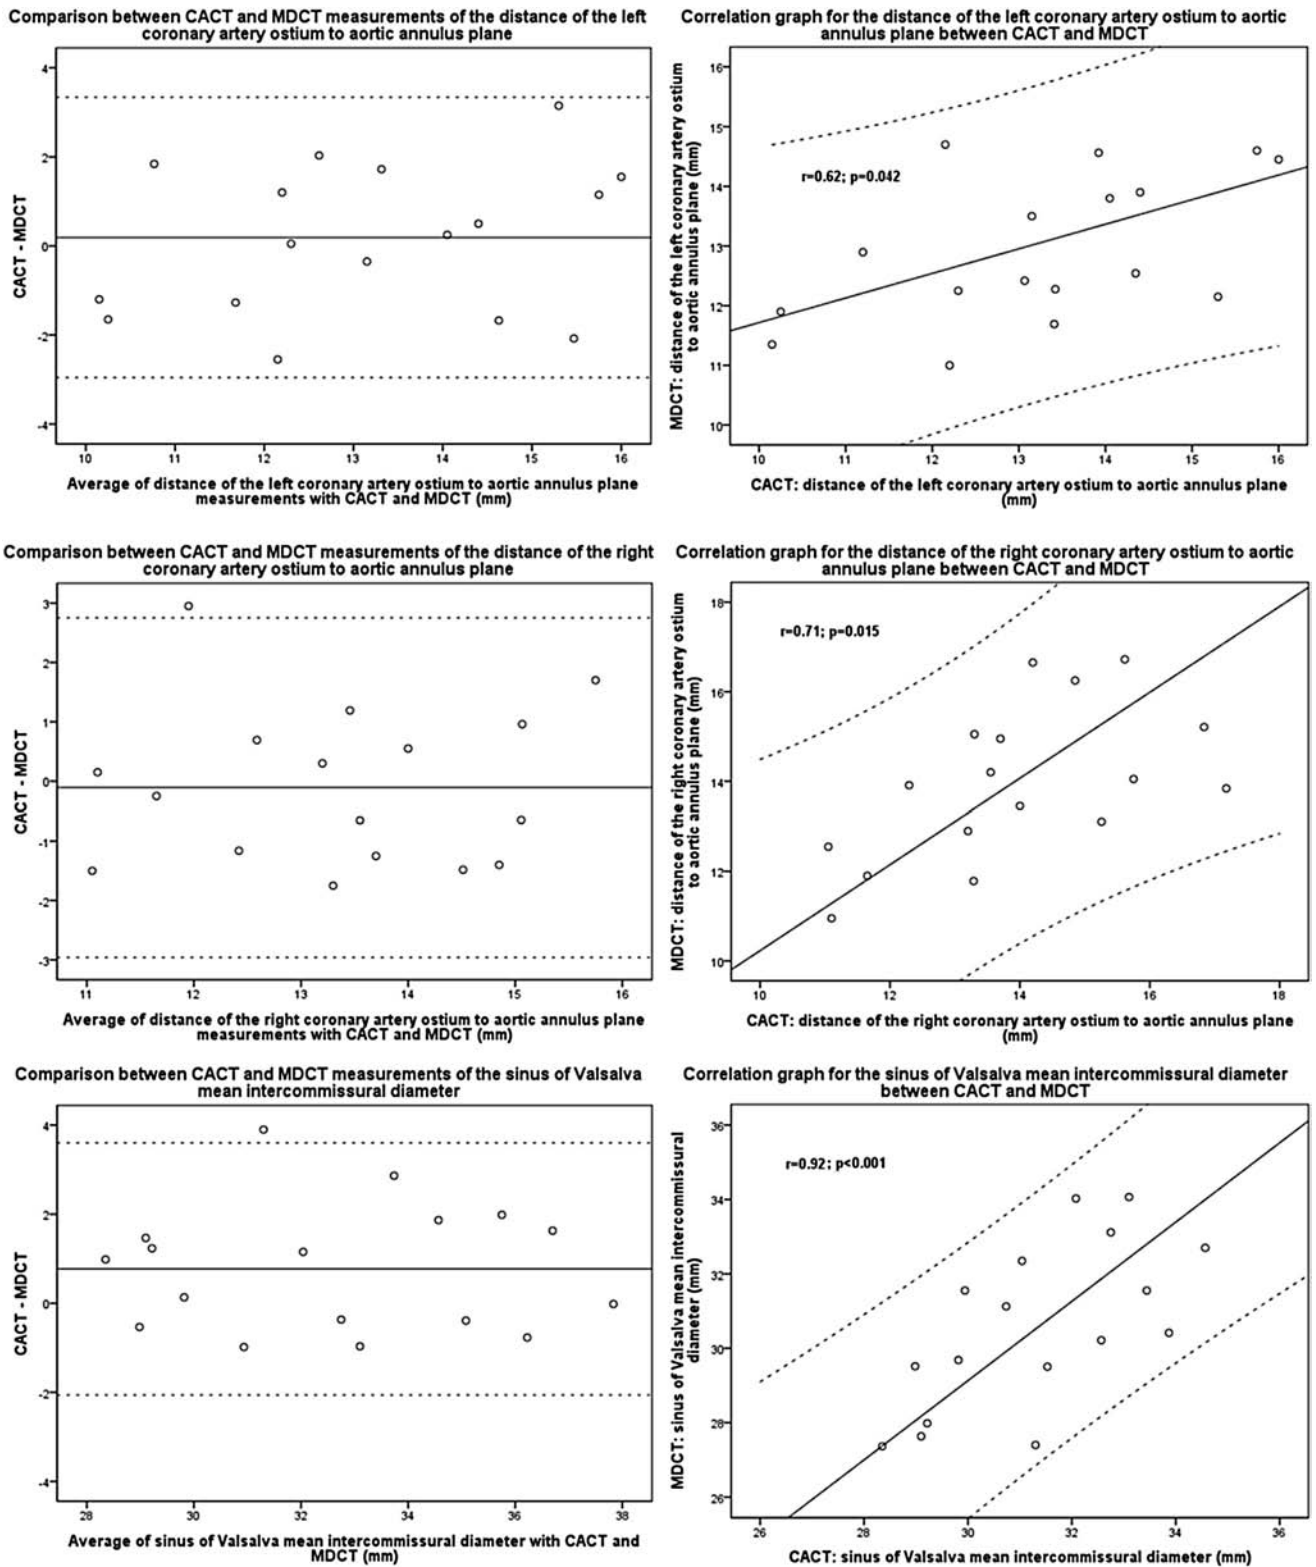 Comparison between CACT and MDCT measurements of the distance of the left
coronary artery ostium to aortic annulus plane
4
2
0
-2
-4
CACT - MDCT
10 11 12 13 14 15 16
Average of distance of the left coronary artery ostium to aortic annulus plane
measurements with CACT and MDCT (mm)
Correlation graph for the distance of the left coronary artery ostium to aortic
annulus plane between CACT and MDCT
16
15
14
13
12
11
10
MDCT: distance of the left coronary artery ostium
to aortic annulus plane (mm)
r=0.62; p=0.042
10 11 12 13 14 15 16
CACT: distance of the left coronary artery ostium to aortic annulus plane
(mm)
Comparison between CACT and MDCT measurements of the distance of the right
coronary artery ostium to aortic annulus plane
3
2
1
0
-1
-2
-3
CACT - MDCT
11 12 13 14 15 16
Average of distance of the right coronary artery ostium to aortic annulus plane
measurements with CACT and MDCT (mm)
Correlation graph for the distance of the right coronary artery ostium to aortic
annulus plane between CACT and MDCT
18
16
14
12
10
MDCT: distance of the right coronary artery ostium
to aortic annulus plane (mm)
r=0.71; p=0.015
10 12 14 16 18
CACT: distance of the right coronary artery ostium to aortic annulus plane
(mm)
Comparison between CACT and MDCT measurements of the sinus of Valsalva
mean intercommissural diameter
4
2
0
-2
-4
CACT - MDCT
28 30 32 34 36 38
Average of sinus of Valsalva mean intercommissural diameter with CACT and
MDCT (mm)
Correlation graph for the sinus of Valsalva mean intercommissural diameter
between CACT and MDCT
36
34
32
30
28
26
MDCT: sinus of Valsalva mean intercommissural
diameter (mm)
r=0.92; p<0.001
26 28 30 32 34 36
CACT: sinus of Valsalva mean intercommissural diameter (mm)